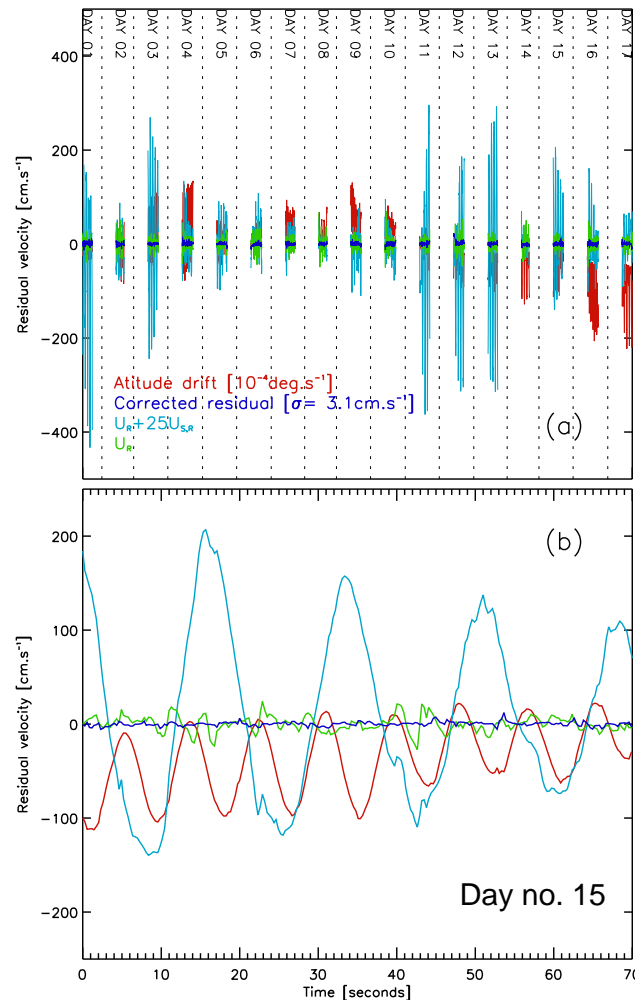 DAY 01 DAY 02 DAY 03 DAY 04 DAY 05 DAY 06 DAY 07 DAY 08 DAY 09 DAY 10 DAY 11 DAY 12 DAY 13 DAY 14 DAY 15 DAY 16 DAY 17
400
200
0
−200
−400
Residual velocity [cm.s⁻¹]
Atitude drift [10⁻⁴deg.s⁻¹]
Corrected residual [σ= 3.1cm.s⁻¹]
(a)
U_R+25U_S,R
U_R
200
100
0
−100
−200
Residual velocity [cm.s⁻¹]
(b)
Day no. 15
0 10 20 30 40 50 60 70
Time [seconds]